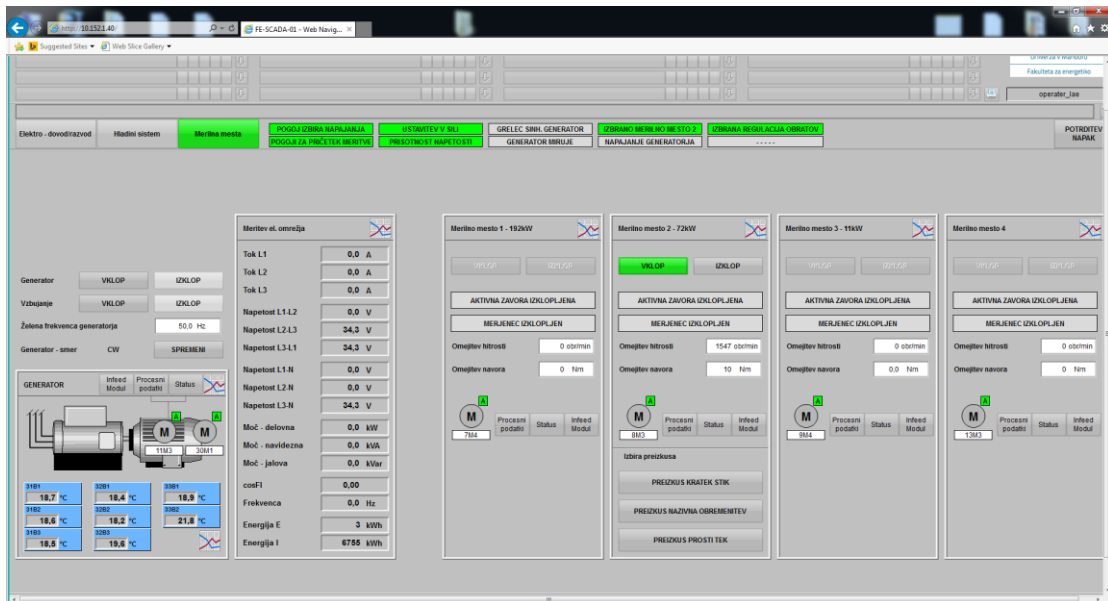 http://10.152.1.40/
FE-SCADA-01 - Web Navig...
Suggested Sites
Web Slice Gallery
Univerza v Mariboru
Fakulteta za energetiko
operater_lae
Elektro - dovod/razvod
Hladini sistem
Merilna mesta
POGOJ IZBIRA NAPAJANJA
USTAVITEV V SILI
GRELEC SINH. GENERATOR
IZBRANO MERILNO MESTO 2
IZBRANA REGULACIJA OBRATOV
POGOJI ZA PRIČETEK MERITVE
PRISOTNOST NAPETOSTI
GENERATOR MIRUJE
NAPAJANJE GENERATORJA
- - - - -
POTRDITEV
NAPAK
Generator VKLOP IZKLOP
Vzbujanje VKLOP IZKLOP
Želena frekvenca generatorja 50,0 Hz
Generator - smer CW SPREMENI
GENERATOR
Infeed Modul
Procesni podatki
Status
A
A
M
M
11M3
30M1
31B1 32B1 33B1
18,7 °C 18,4 °C 18,9 °C
31B2 32B2 33B2
18,6 °C 18,2 °C 21,8 °C
31B3 32B3
18,5 °C 19,6 °C
Meritev el. omrežja
Tok L1 0,0 A
Tok L2 0,0 A
Tok L3 0,0 A
Napetost L1-L2 0,0 V
Napetost L2-L3 34,3 V
Napetost L3-L1 34,3 V
Napetost L1-N 0,0 V
Napetost L2-N 0,0 V
Napetost L3-N 34,3 V
Moč - delovna 0,0 kW
Moč - navidezna 0,0 kVA
Moč - jalova 0,0 kVar
cosFI 0,00
Frekvenca 0,0 Hz
Energija E 3 kWh
Energija I 6755 kWh
Merilno mesto 1 - 192kW
VKLOP IZKLOP
AKTIVNA ZAVORA IZKLOPLJENA
MERJENEC IZKLOPLJEN
Omejitev hitrosti 0 obr/min
Omejitev navora 0 Nm
A
M
7M4
Procesni podatki
Status
Infeed Modul
Merilno mesto 2 - 72kW
VKLOP IZKLOP
AKTIVNA ZAVORA IZKLOPLJENA
MERJENEC IZKLOPLJEN
Omejitev hitrosti 1547 obr/min
Omejitev navora 10 Nm
A
M
8M3
Procesni podatki
Status
Infeed Modul
Izbira preizkusa
PREIZKUS KRATEK STIK
PREIZKUS NAZIVNA OBREMENITEV
PREIZKUS PROSTI TEK
Merilno mesto 3 - 11kW
VKLOP IZKLOP
AKTIVNA ZAVORA IZKLOPLJENA
MERJENEC IZKLOPLJEN
Omejitev hitrosti 0 obr/min
Omejitev navora 0,0 Nm
A
M
9M4
Procesni podatki
Status
Infeed Modul
Merilno mesto 4
VKLOP IZKLOP
AKTIVNA ZAVORA IZKLOPLJENA
MERJENEC IZKLOPLJEN
Omejitev hitrosti 0 obr/min
Omejitev navora 0 Nm
A
M
13M3
Procesni podatki
Status
Infeed Modul